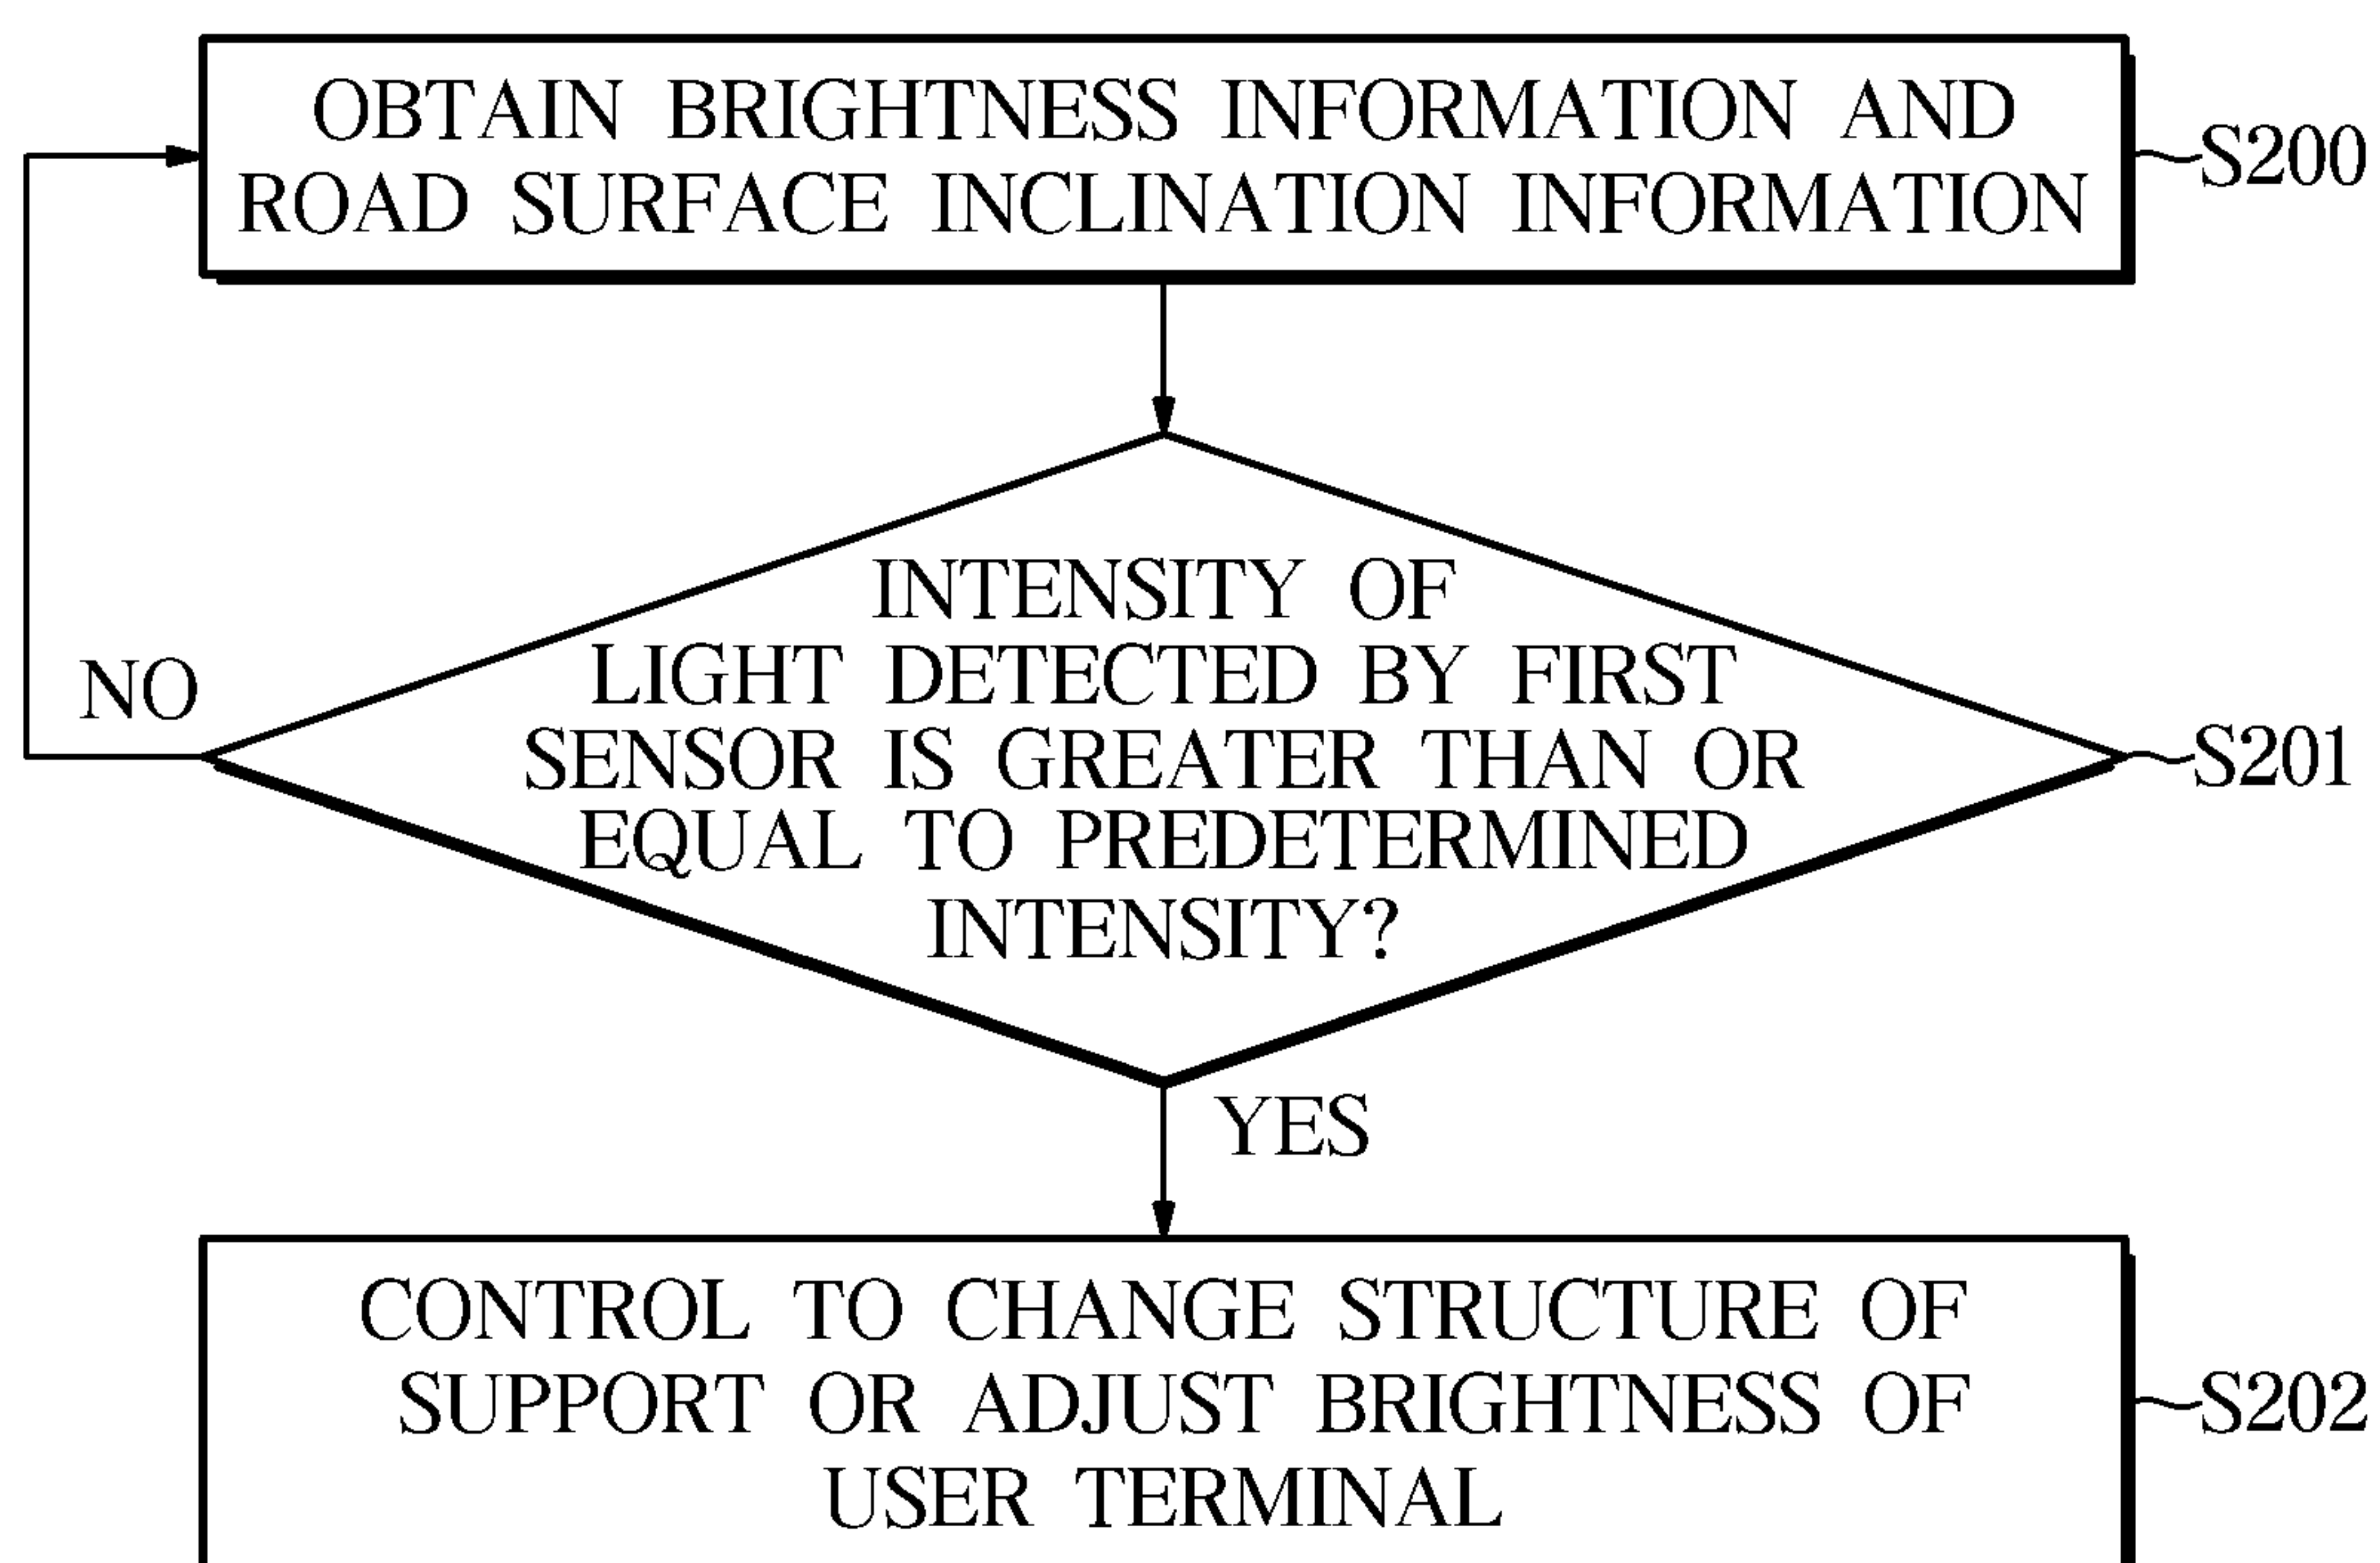 OBTAIN BRIGHTNESS INFORMATION AND
ROAD SURFACE INCLINATION INFORMATION
S200
INTENSITY OF
LIGHT DETECTED BY FIRST
SENSOR IS GREATER THAN OR
EQUAL TO PREDETERMINED
INTENSITY?
NO
S201
YES
CONTROL TO CHANGE STRUCTURE OF
SUPPORT OR ADJUST BRIGHTNESS OF
USER TERMINAL
S202